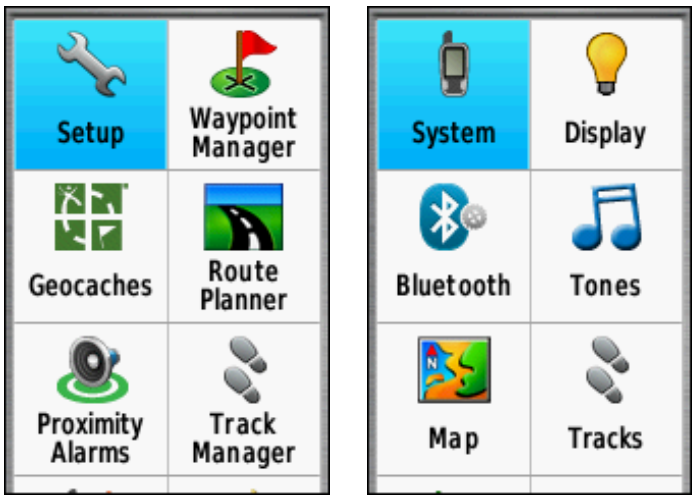 Setup
Waypoint
Manager
Geocaches
Route
Planner
Proximity
Alarms
Track
Manager
System
Display
Bluetooth
Tones
N
Map
Tracks